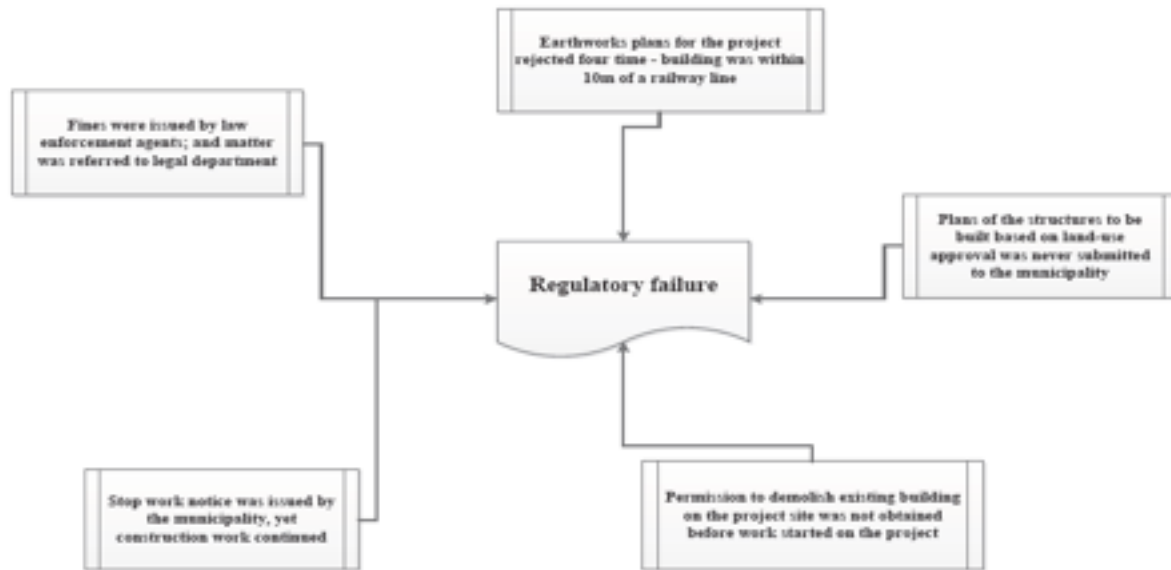 Earthworks plans for the project
rejected four time - building was within
10m of a railway line
Fines were issued by law
enforcement agents; and matter
was referred to legal department
Plans of the structures to be
built based on land-use
approval was never submitted
to the municipality
Regulatory failure
Stop work notice was issued by
the municipality, yet
construction work continued
Permission to demolish existing building
on the project site was not obtained
before work started on the project